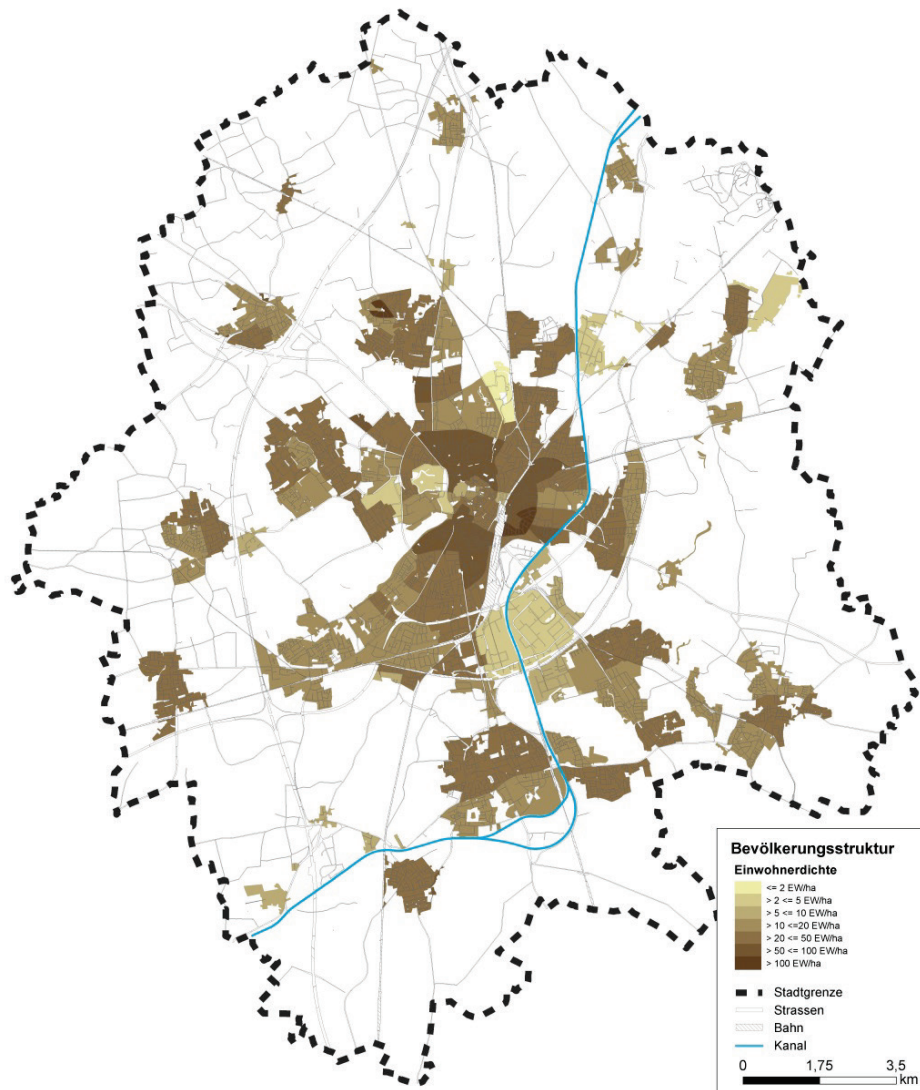 Bevölkerungsstruktur
Einwohnerdichte
<= 2 EW/ha
> 2 <= 5 EW/ha
> 5 <= 10 EW/ha
> 10 <=20 EW/ha
> 20 <= 50 EW/ha
> 50 <= 100 EW/ha
> 100 EW/ha
Stadtgrenze
Strassen
Bahn
Kanal
0 1,75 3,5
km